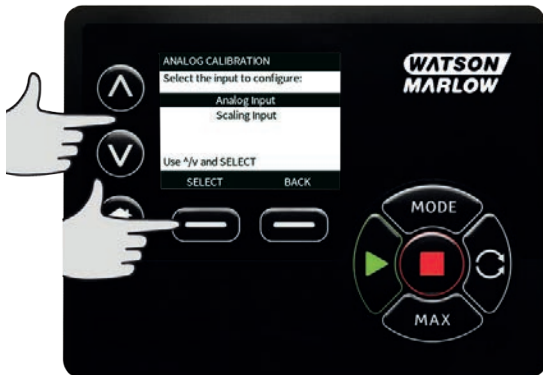 ANALOG CALIBRATION
Select the input to configure:
Analog Input
Scaling Input
Use ^/v and SELECT
SELECT BACK
WATSON
MARLOW
MODE
MAX